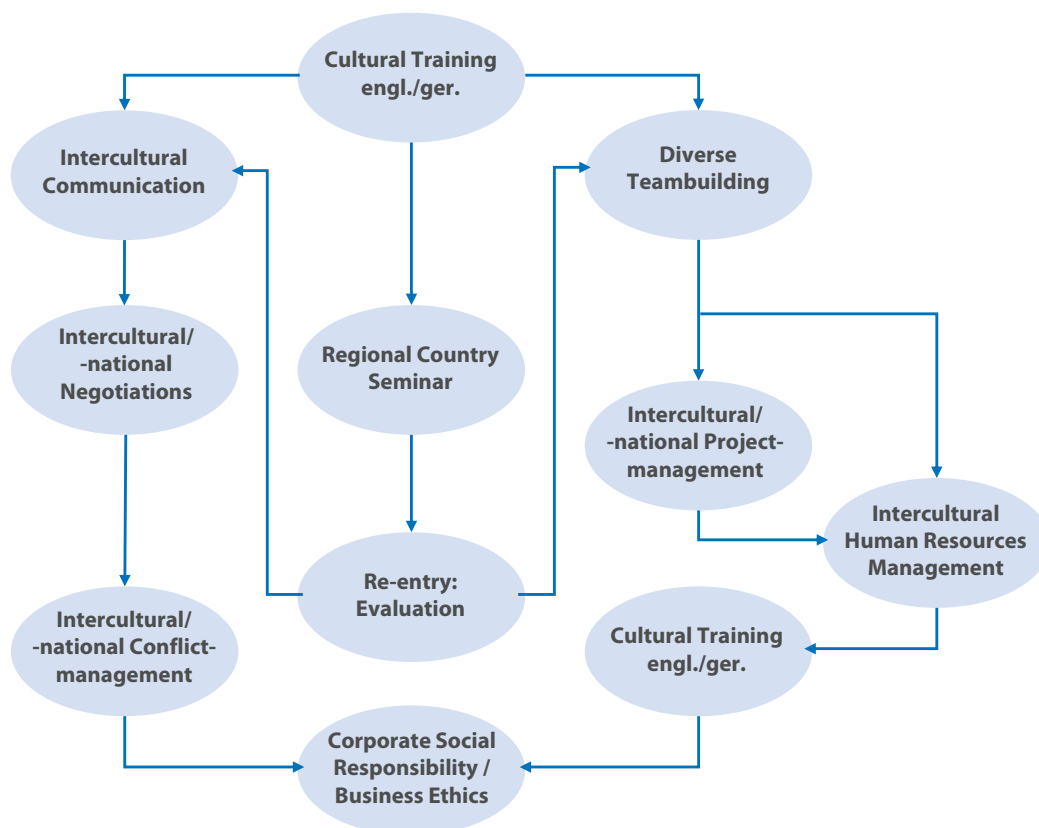 Cultural Training
engl./ger.
Intercultural
Communication
Diverse
Teambuilding
Intercultural/
-national
Negotiations
Regional Country
Seminar
Intercultural/
-national Project-
management
Intercultural
Human Resources
Management
Re-entry:
Evaluation
Intercultural/
-national Conflict-
management
Cultural Training
engl./ger.
Corporate Social
Responsibility /
Business Ethics